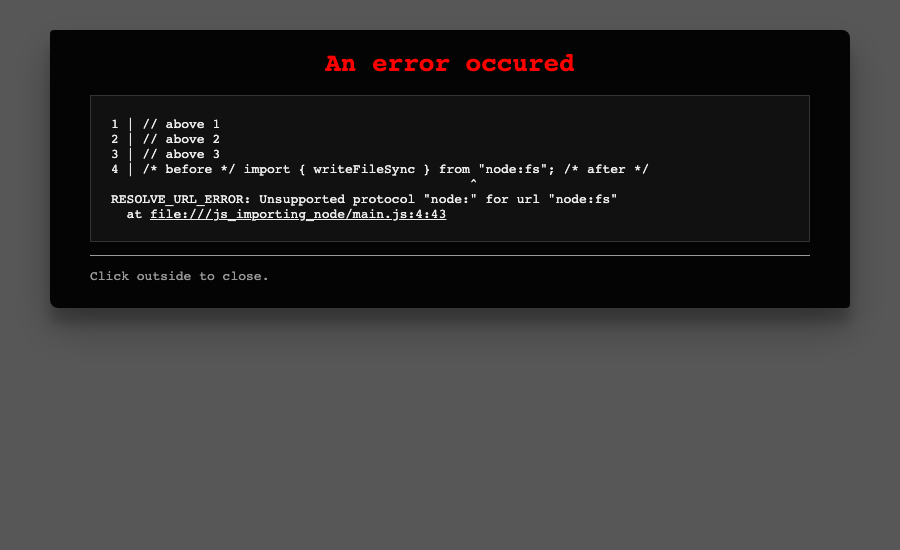 An error occured
1 | // above 1
2 | // above 2
3 | // above 3
4 | /* before */ import { writeFileSync } from "node:fs"; /* after */
                                              ^
RESOLVE_URL_ERROR: Unsupported protocol "node:" for url "node:fs"
  at file:///js_importing_node/main.js:4:43
Click outside to close.